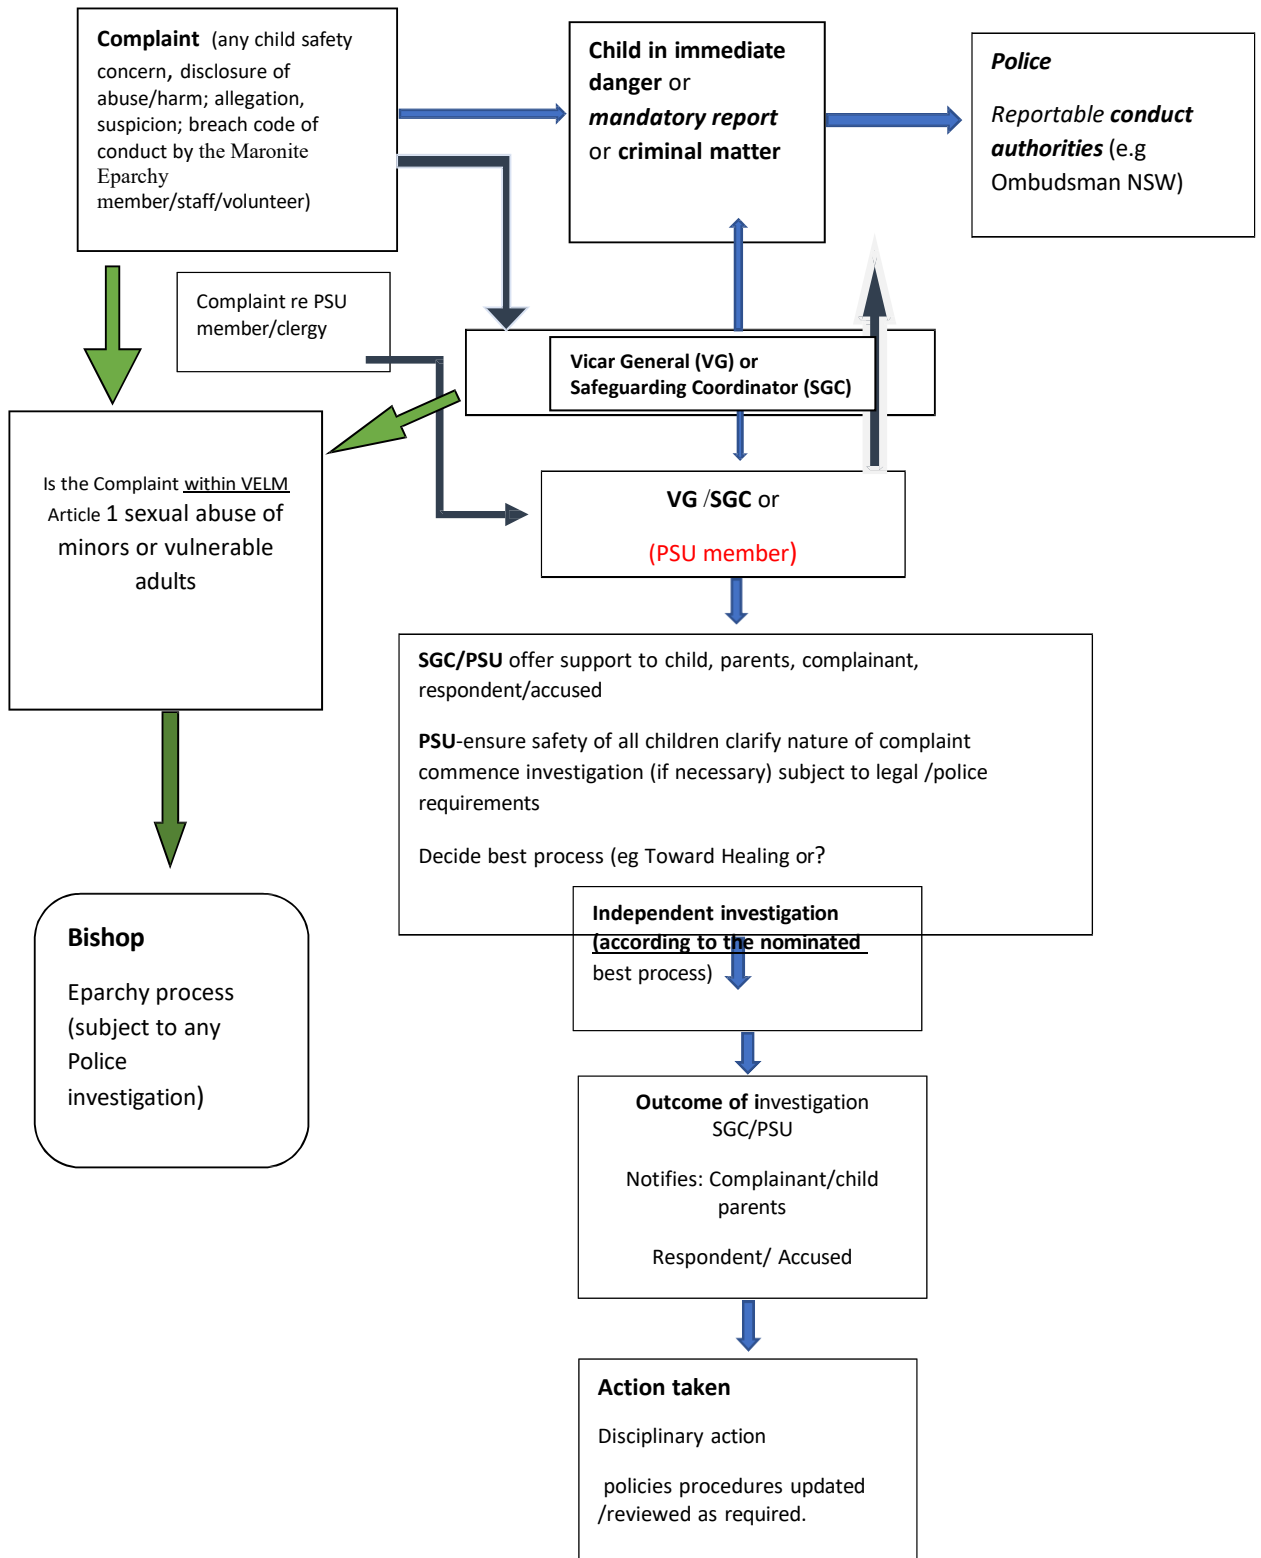 Complaint (any child safety
concern, disclosure of
abuse/harm; allegation,
suspicion; breach code of
conduct by the Maronite
Eparchy
member/staff/volunteer)
Child in immediate
danger or
mandatory report
or criminal matter
Police
Reportable conduct
authorities (e.g
Ombudsman NSW)
Complaint re PSU
member/clergy
Vicar General (VG) or
Safeguarding Coordinator (SGC)
Is the Complaint within VELM
Article 1 sexual abuse of
minors or vulnerable
adults
VG /SGC or
(PSU member)
SGC/PSU offer support to child, parents, complainant,
respondent/accused
PSU-ensure safety of all children clarify nature of complaint
commence investigation (if necessary) subject to legal /police
requirements
Decide best process (eg Toward Healing or?
Independent investigation
(according to the nominated
best process)
Bishop
Eparchy process
(subject to any
Police
investigation)
Outcome of investigation
SGC/PSU
Notifies: Complainant/child
parents
Respondent/ Accused
Action taken
Disciplinary action
policies procedures updated
/reviewed as required.